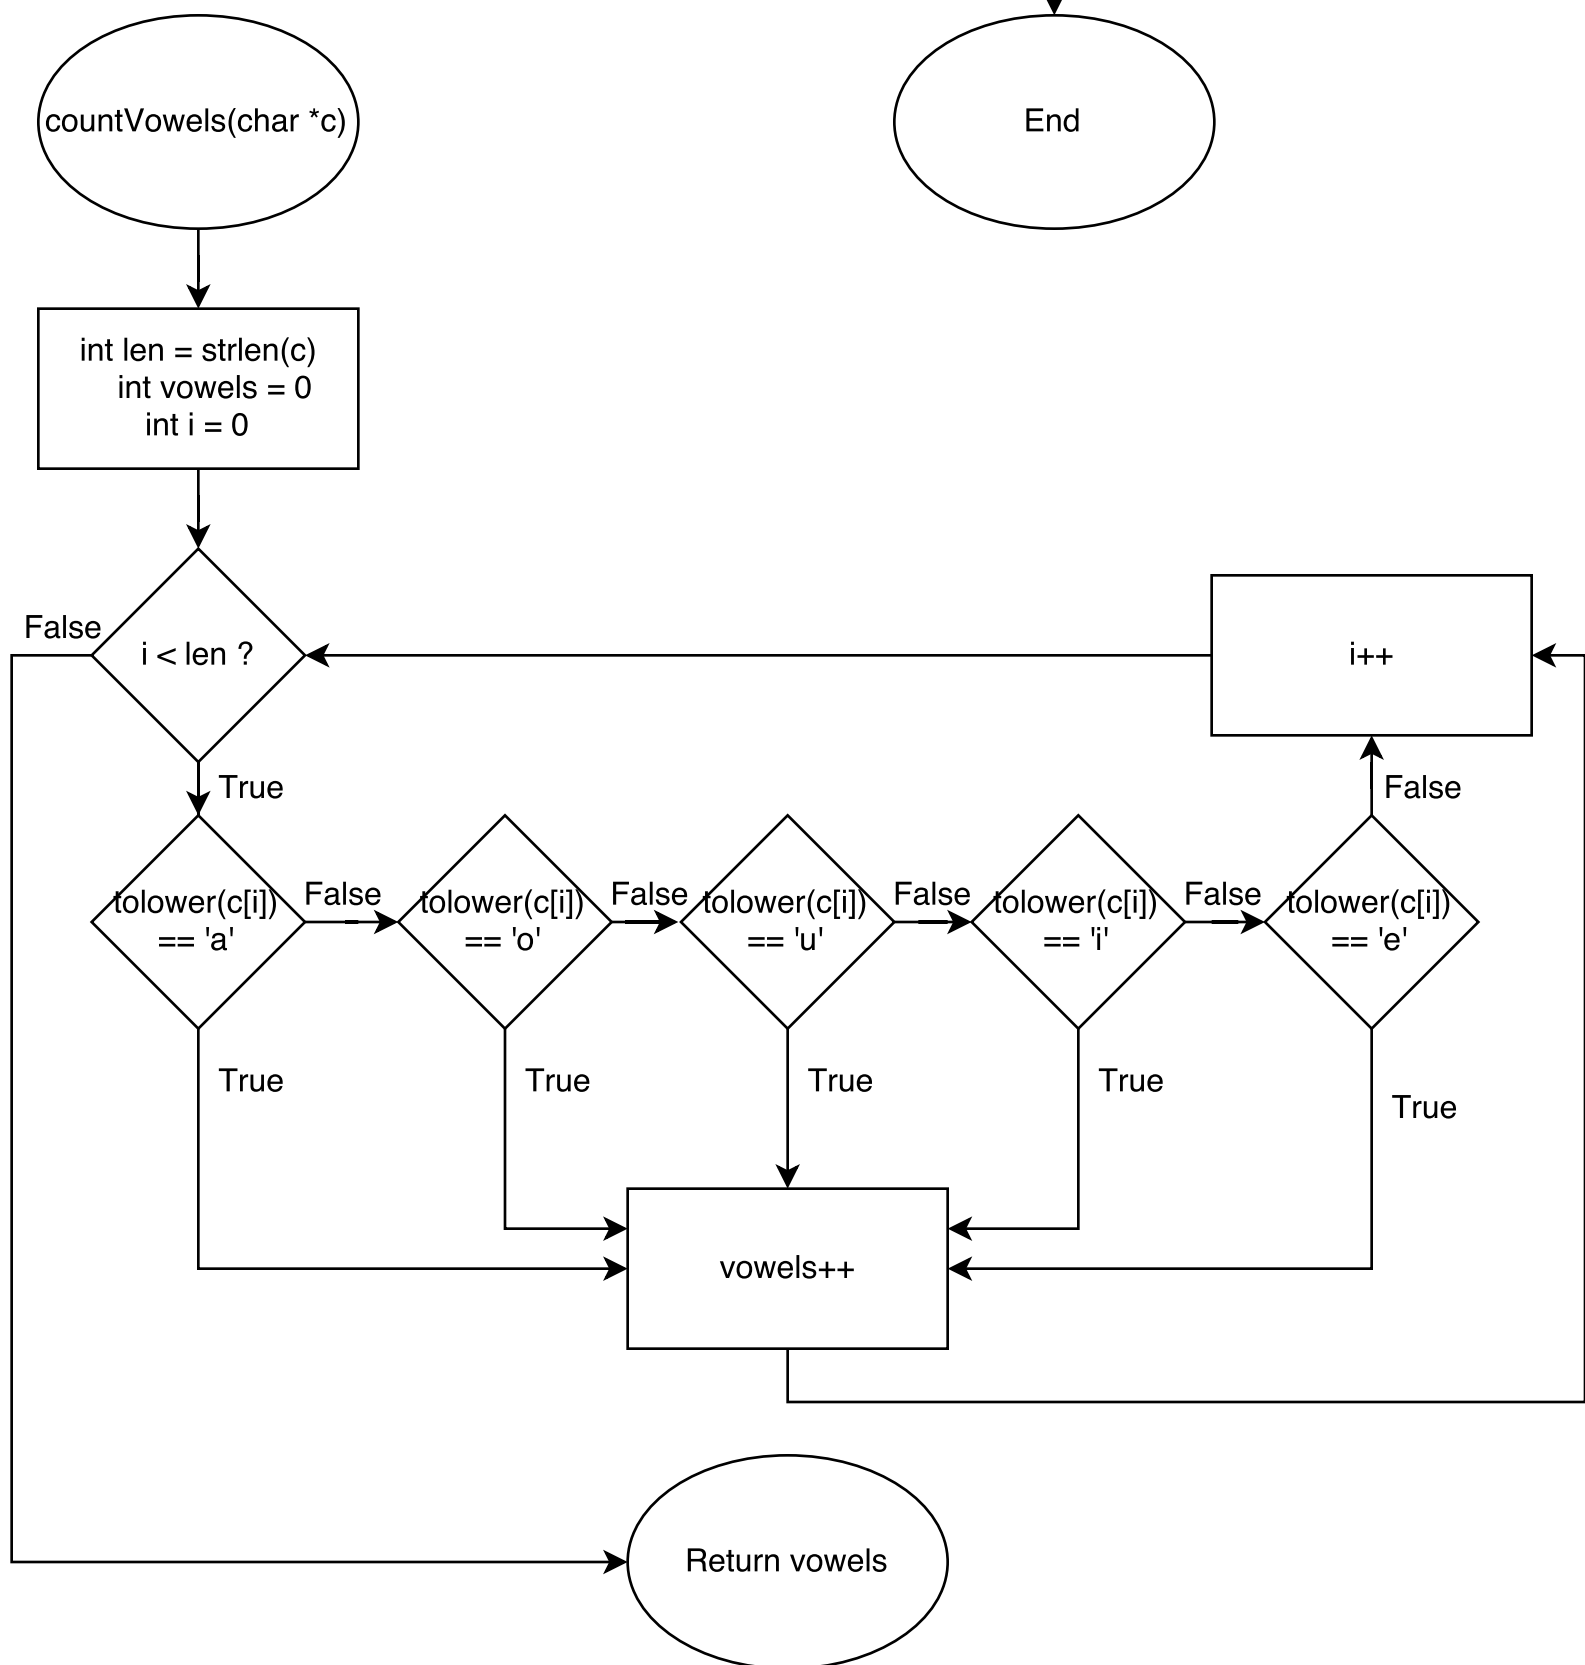 countVowels(char *c)
End
int len = strlen(c)
int vowels = 0
int i = 0
False
i < len ?
i++
True
False
tolower(c[i])
== 'a'
False
tolower(c[i])
== 'o'
False
tolower(c[i])
== 'u'
False
tolower(c[i])
== 'i'
False
tolower(c[i])
== 'e'
True
True
True
True
True
vowels++
Return vowels